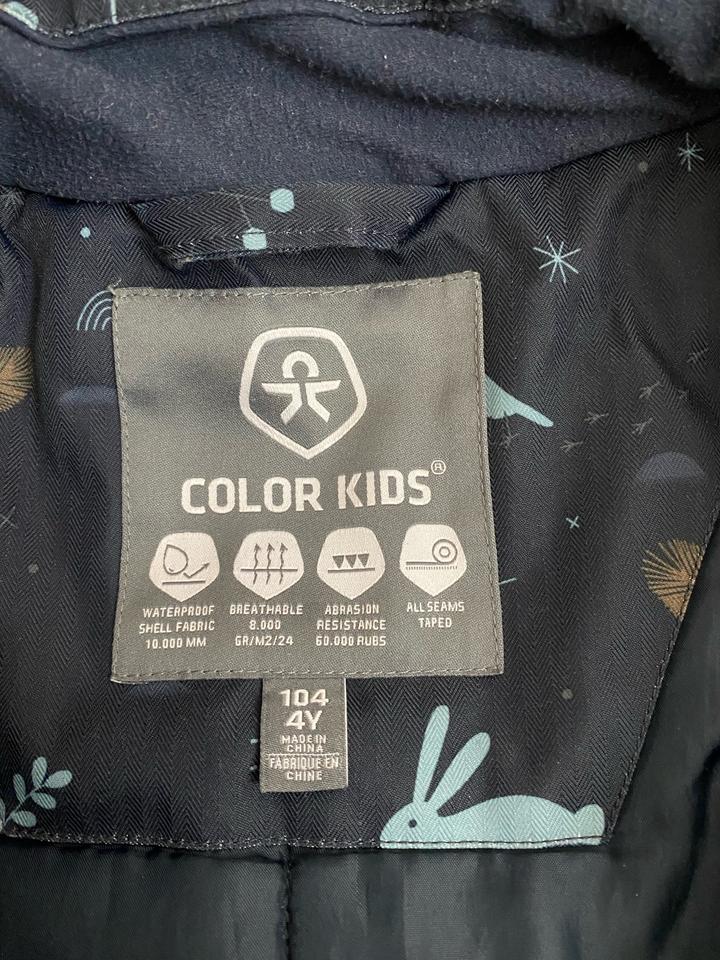 COLOR KIDS®
WATERPROOF
SHELL FABRIC
10.000 MM
BREATHABLE
8.000
GR/M2/24
ABRASION
RESISTANCE
60.000 RUBS
ALL SEAMS
TAPED
104
4Y
MADE IN
CHINA
FABRIQUE EN
CHINE